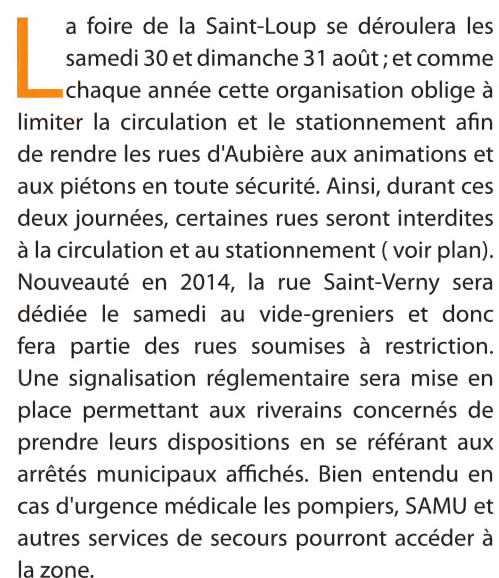 La foire de la Saint-Loup se déroulera les
samedi 30 et dimanche 31 août ; et comme
chaque année cette organisation oblige à
limiter la circulation et le stationnement afin
de rendre les rues d'Aubière aux animations et
aux piétons en toute sécurité. Ainsi, durant ces
deux journées, certaines rues seront interdites
à la circulation et au stationnement ( voir plan).
Nouveauté en 2014, la rue Saint-Verny sera
dédiée le samedi au vide-greniers et donc
fera partie des rues soumises à restriction.
Une signalisation réglementaire sera mise en
place permettant aux riverains concernés de
prendre leurs dispositions en se référant aux
arrêtés municipaux affichés. Bien entendu en
cas d'urgence médicale les pompiers, SAMU et
autres services de secours pourront accéder à
la zone.